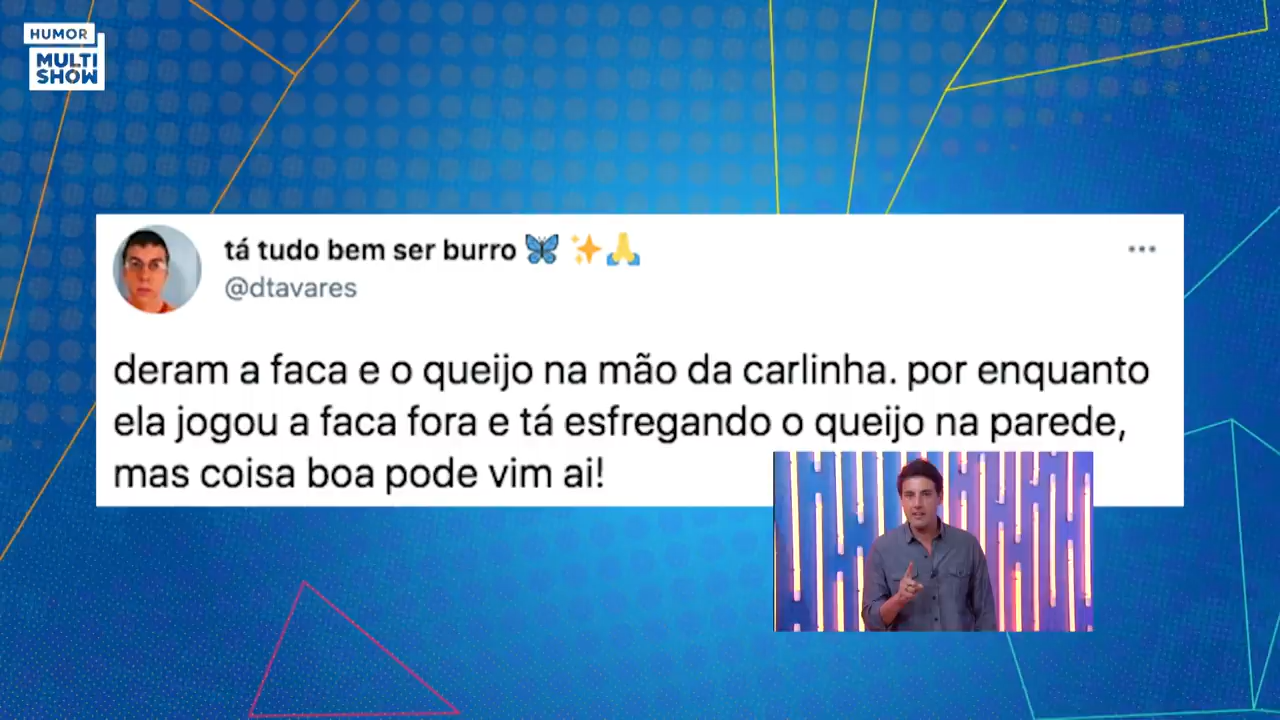 HUMOR
MULTI
SHOW
tá tudo bem ser burro 🦋 ✨🙏
@dtavares
deram a faca e o queijo na mão da carlinha. por enquanto
ela jogou a faca fora e tá esfregando o queijo na parede,
mas coisa boa pode vim ai!